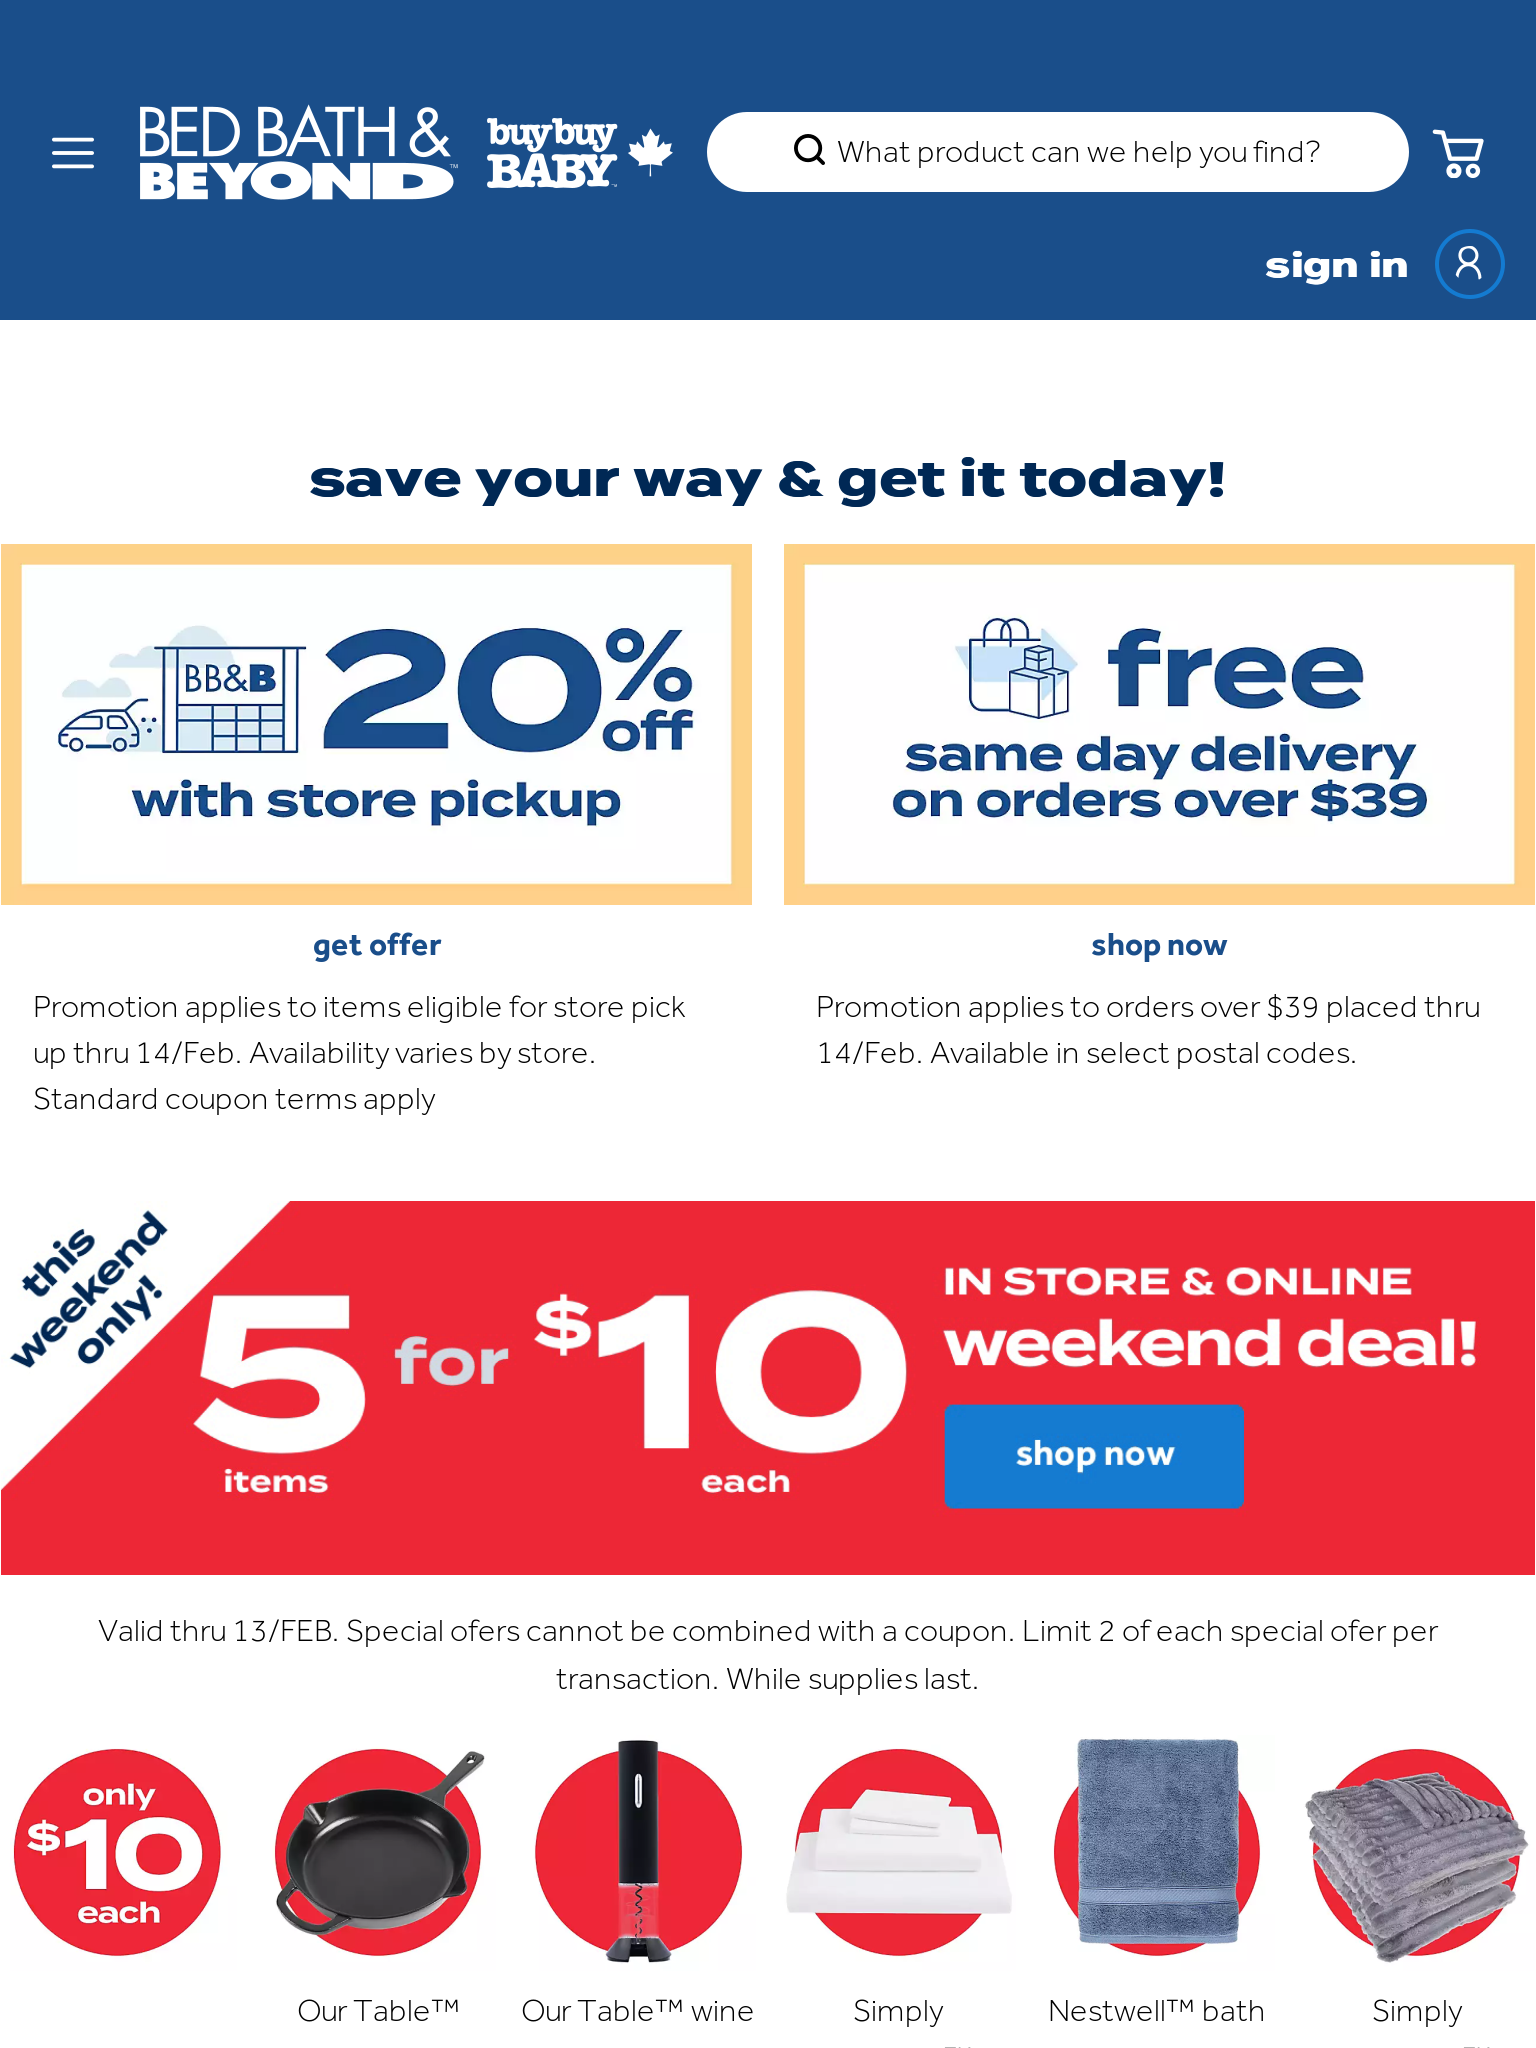 BED BATH &
BEYOND™
buybuy
BABY
What product can we help you find?
sign in
save your way & get it today!
BB&B
20% off
with store pickup
free
same day delivery
on orders over $39
get offer
shop now
Promotion applies to items eligible for store pick
up thru 14/Feb. Availability varies by store.
Standard coupon terms apply
Promotion applies to orders over $39 placed thru
14/Feb. Available in select postal codes.
this
weekend
only!
5 for $10
items
each
IN STORE & ONLINE
weekend deal!
shop now
Valid thru 13/FEB. Special ofers cannot be combined with a coupon. Limit 2 of each special ofer per
transaction. While supplies last.
only
$10
each
Our Table™
Our Table™ wine
Simply
Nestwell™ bath
Simply